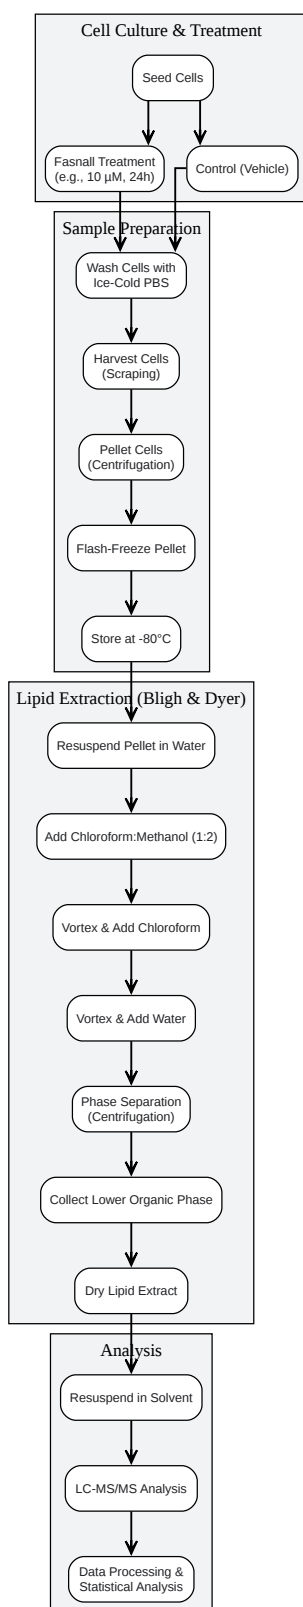 Cell Culture & Treatment
Seed Cells
Fasnall Treatment
(e.g., 10 µM, 24h)
Control (Vehicle)
Sample Preparation
Wash Cells with
Ice-Cold PBS
Harvest Cells
(Scraping)
Pellet Cells
(Centrifugation)
Flash-Freeze Pellet
Store at -80°C
Lipid Extraction (Bligh & Dyer)
Resuspend Pellet in Water
Add Chloroform:Methanol (1:2)
Vortex & Add Chloroform
Vortex & Add Water
Phase Separation
(Centrifugation)
Collect Lower Organic Phase
Dry Lipid Extract
Analysis
Resuspend in Solvent
LC-MS/MS Analysis
Data Processing &
Statistical Analysis